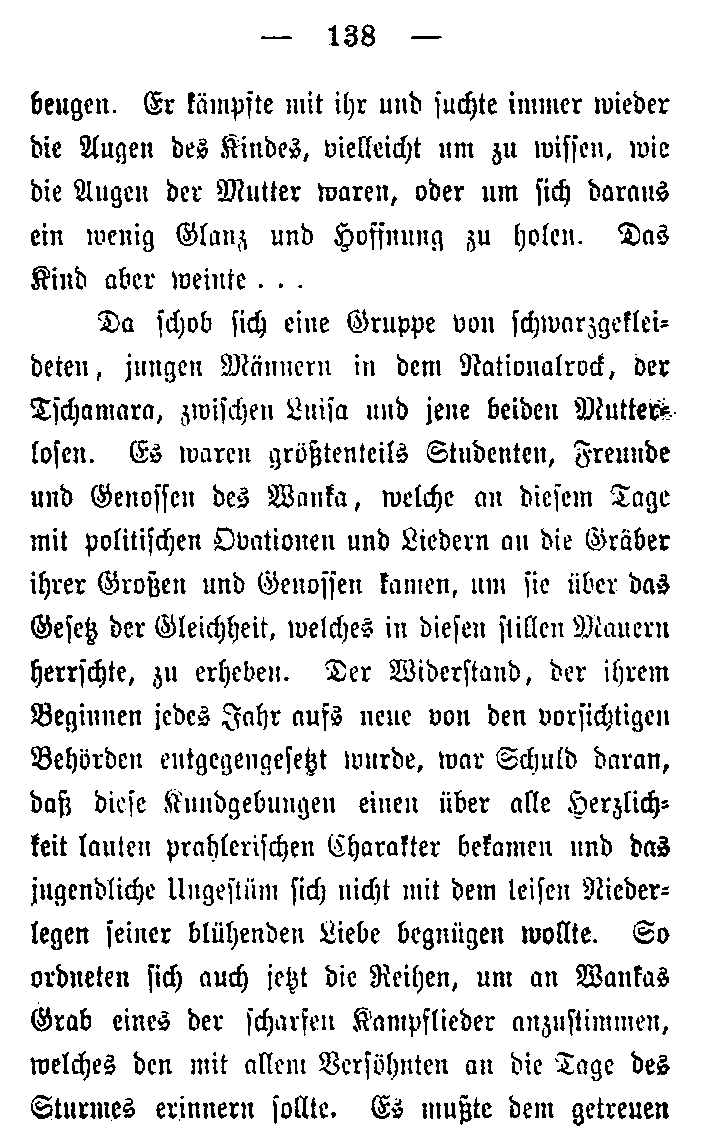 — 138 —
beugen. Er kämpfte mit ihr und suchte immer wieder
die Augen des Kindes, vielleicht um zu wissen, wie
die Augen der Mutter waren, oder um sich daraus
ein wenig Glanz und Hoffnung zu holen. Das
Kind aber weinte . . .
Da schob sich eine Gruppe von schwarzgeklei-
deten, jungen Männern in dem Nationalrock, der
Tschamara, zwischen Luisa und jene beiden Mutter-
losen. Es waren größtenteils Studenten, Freunde
und Genossen des Wanka, welche an diesem Tage
mit politischen Ovationen und Liedern an die Gräber
ihrer Großen und Genossen kamen, um sie über das
Gesetz der Gleichheit, welches in diesen stillen Mauern
herrschte, zu erheben. Der Widerstand, der ihrem
Beginnen jedes Jahr aufs neue von den vorsichtigen
Behörden entgegengesetzt wurde, war Schuld daran,
daß diese Kundgebungen einen über alle Herzlich-
keit lauten prahlerischen Charakter bekamen und das
jugendliche Ungestüm sich nicht mit dem leisen Nieder-
legen seiner blühenden Liebe begnügen wollte. So
ordneten sich auch jetzt die Reihen, um an Wankas
Grab eines der scharfen Kampflieder anzustimmen,
welches den mit allem Versöhnten an die Tage des
Sturmes erinnern sollte. Es mußte dem getreuen